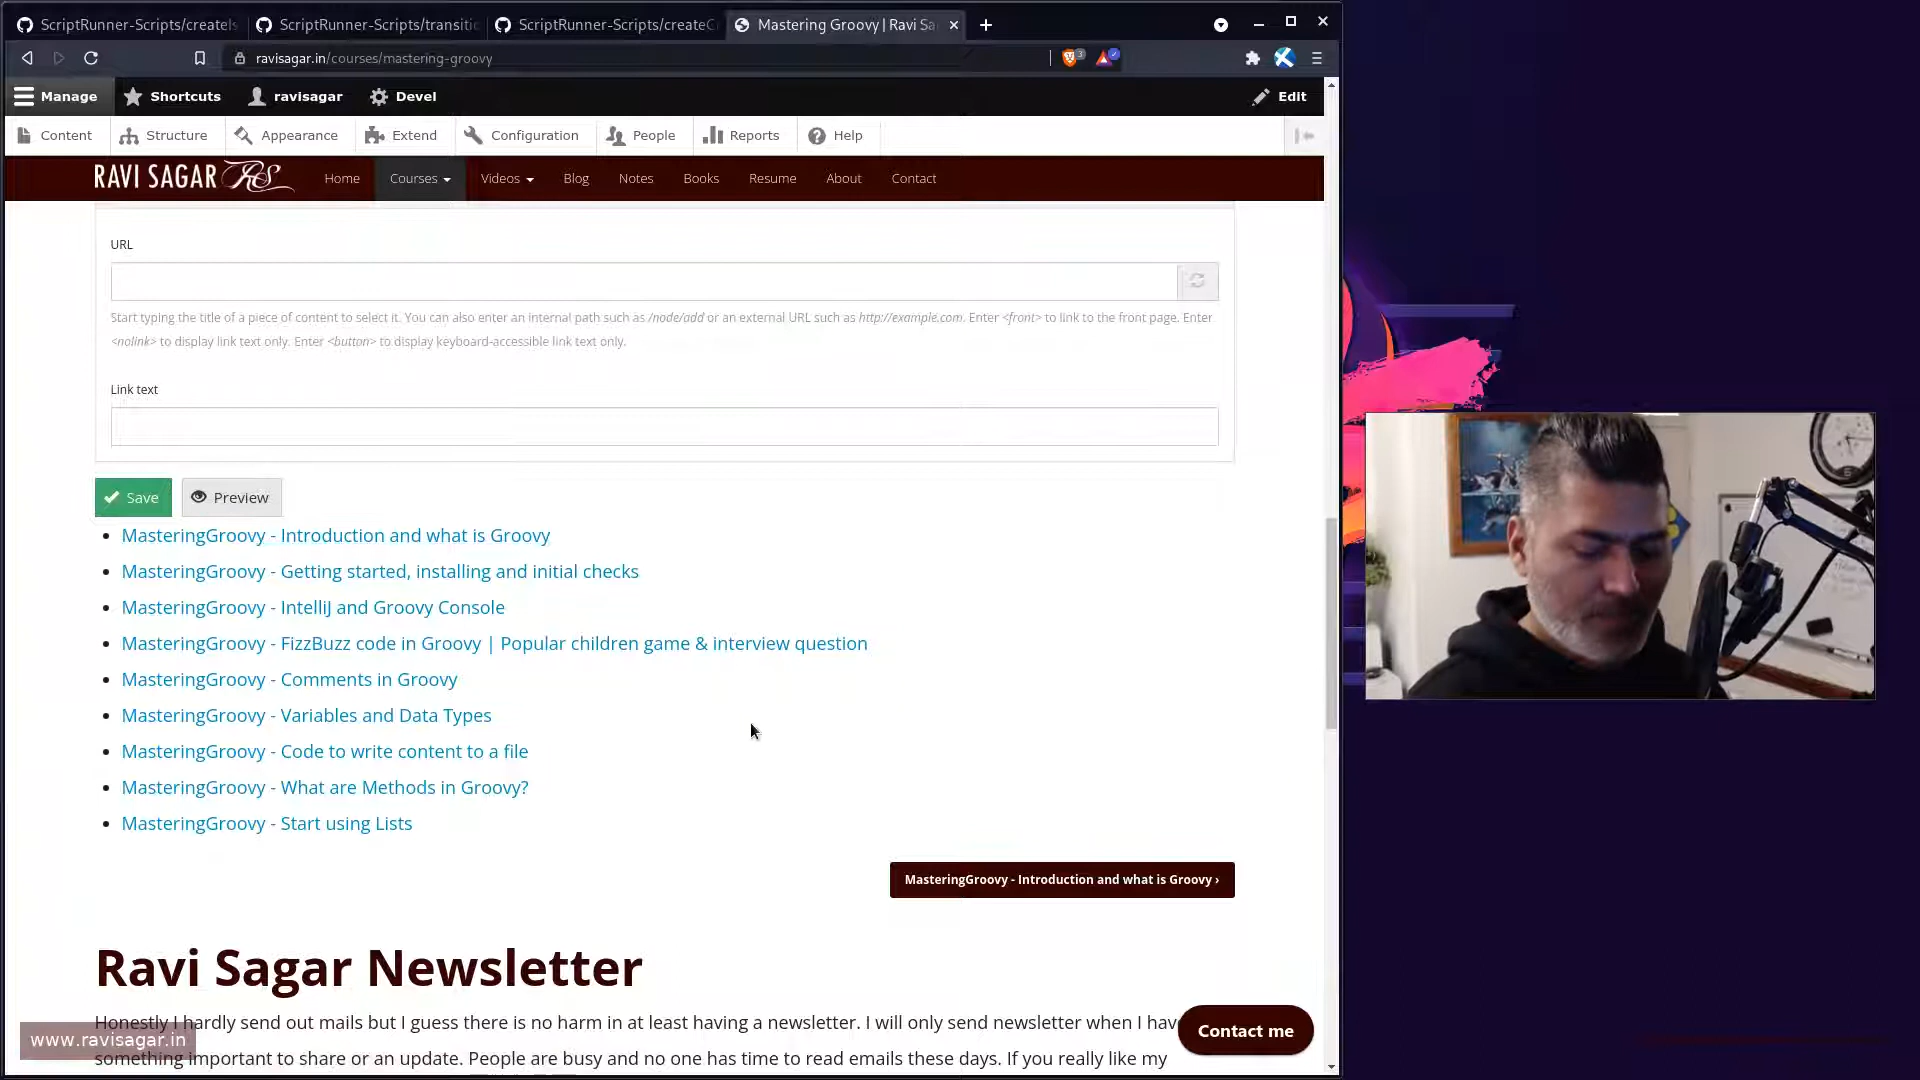 ScriptRunner-Scripts/createIs
ScriptRunner-Scripts/transitio
ScriptRunner-Scripts/createC
Mastering Groovy | Ravi Sa
ravisagar.in/courses/mastering-groovy
3
Manage
Shortcuts
ravisagar
Devel
Edit
Content
Structure
Appearance
Extend
Configuration
People
Reports
Help
RAVI SAGAR RS
Home
Courses
Videos
Blog
Notes
Books
Resume
About
Contact
URL
Start typing the title of a piece of content to select it. You can also enter an internal path such as /node/add or an external URL such as http://example.com. Enter <front> to link to the front page. Enter
<nolink> to display link text only. Enter <button> to display keyboard-accessible link text only.
Link text
Save
Preview
MasteringGroovy - Introduction and what is Groovy
MasteringGroovy - Getting started, installing and initial checks
MasteringGroovy - IntelliJ and Groovy Console
MasteringGroovy - FizzBuzz code in Groovy | Popular children game & interview question
MasteringGroovy - Comments in Groovy
MasteringGroovy - Variables and Data Types
MasteringGroovy - Code to write content to a file
MasteringGroovy - What are Methods in Groovy?
MasteringGroovy - Start using Lists
MasteringGroovy - Introduction and what is Groovy ›
Ravi Sagar Newsletter
Honestly I hardly send out mails but I guess there is no harm in at least having a newsletter. I will only send newsletter when I have
something important to share or an update. People are busy and no one has time to read emails these days. If you really like my
Contact me
www.ravisagar.in